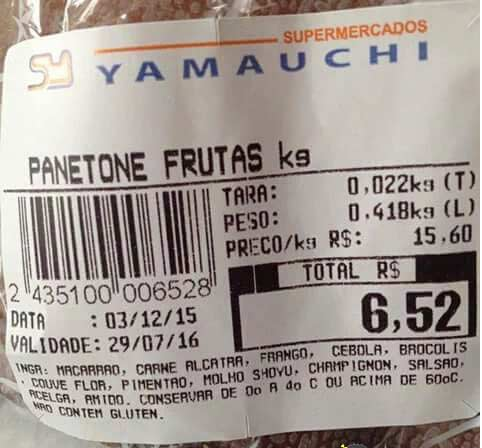 SUPERMERCADOS
SY YAMAUCHI
PANETONE FRUTAS kg
TARA: 0,022kg (T)
PESO: 0.418kg (L)
PRECO/kg R$: 15,60
TOTAL R$
6,52
2 435100 006528
DATA : 03/12/15
VALIDADE: 29/07/16
INGR: MACARRAO, CARNE ALCATRA, FRANGO, CEBOLA, BROCOLIS
COUVE FLOR, PIMENTAO, MOLHO SHOYU, CHAMPIGNON, SALSAO,
ACELGA, AMIDO. CONSERVAR DE 0o A 4o C OU ACIMA DE 60oC.
NAO CONTEM GLUTEN.